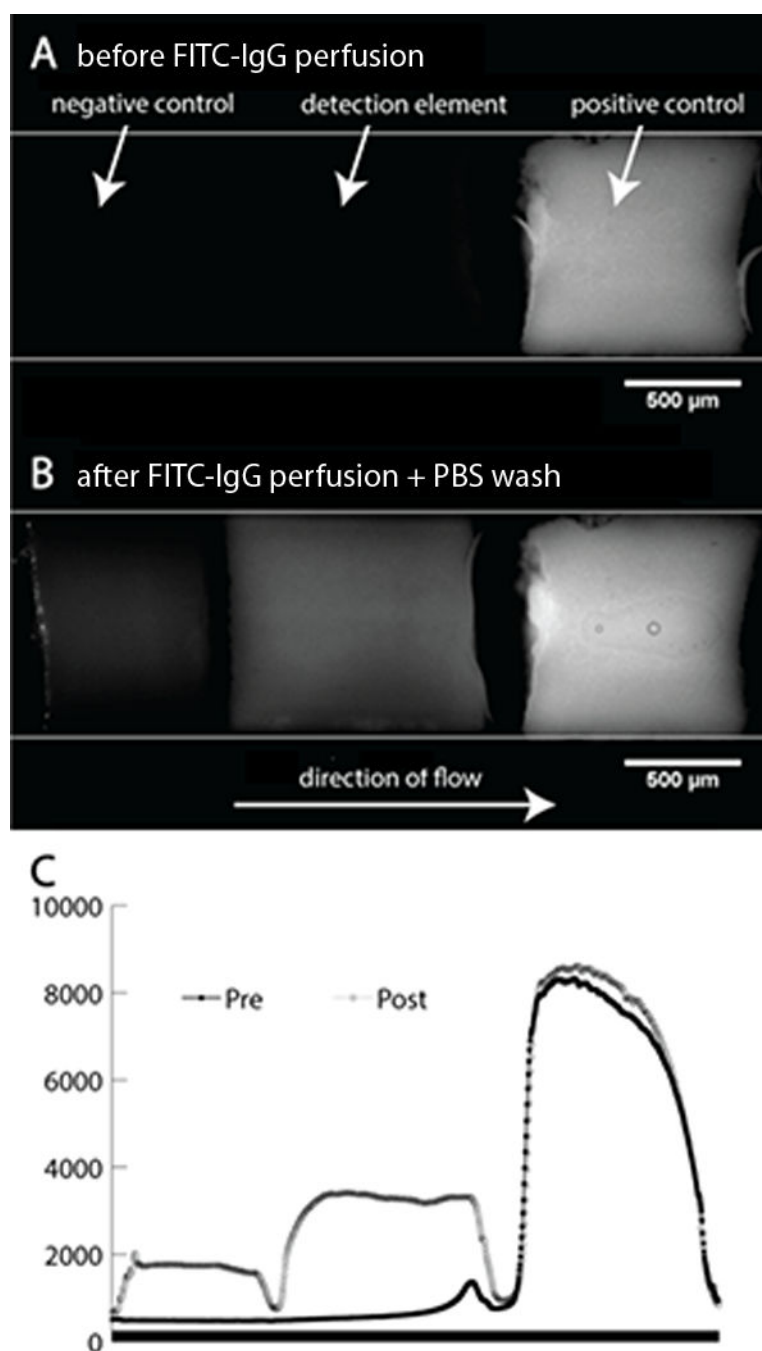 A before FITC-IgG perfusion
negative control detection element positive control
500 µm
B after FITC-IgG perfusion + PBS wash
500 µm
direction of flow
C
10000
8000
Pre Post
6000
4000
2000
0